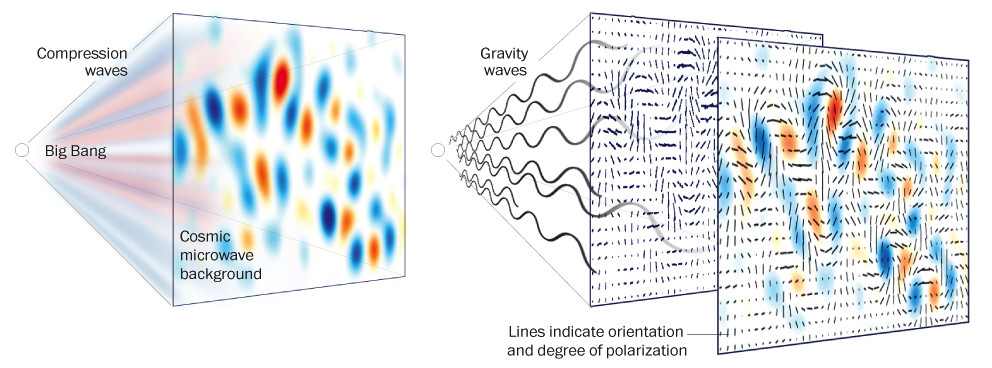 Compression
waves
Big Bang
Cosmic
microwave
background
Gravity
waves
Lines indicate orientation
and degree of polarization